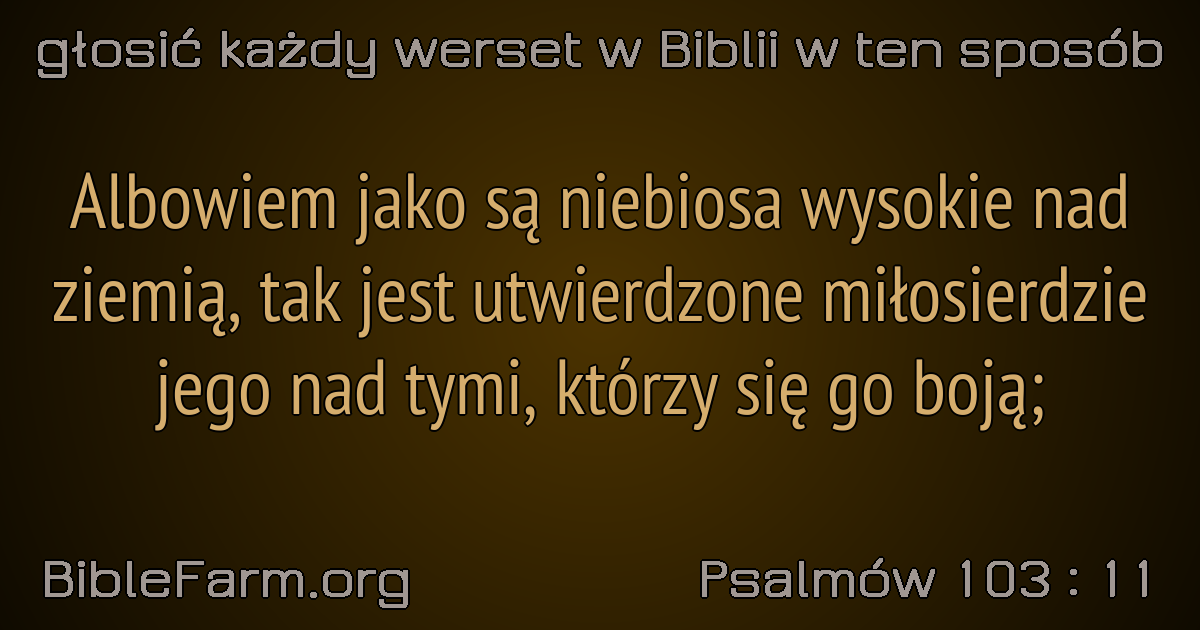 głosić każdy werset w Biblii w ten sposób
Albowiem jako są niebiosa wysokie nad
ziemią, tak jest utwierdzone miłosierdzie
jego nad tymi, którzy się go boją;
BibleFarm.org
Psalmów 103 : 11